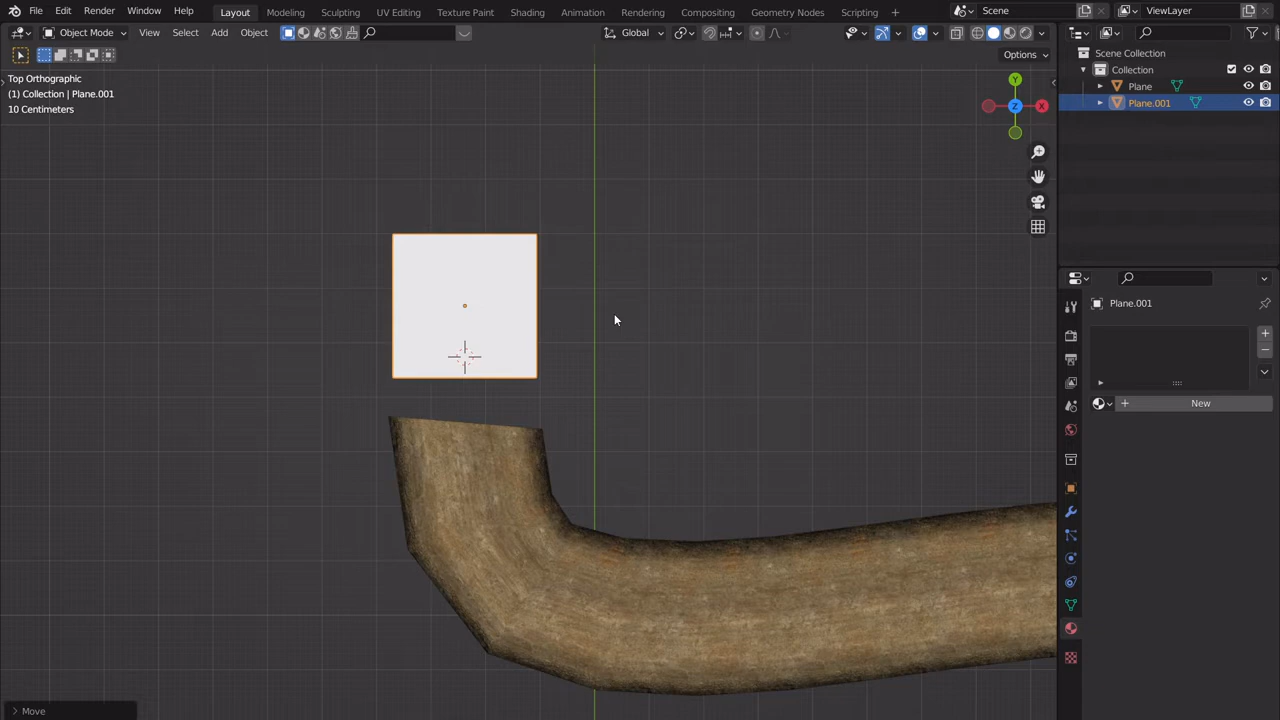 File Edit Render Window Help Layout Modeling Sculpting UV Editing Texture Paint Shading Animation Rendering Compositing Geometry Nodes Scripting + Scene ViewLayer
Object Mode View Select Add Object Global
Options
Top Orthographic
(1) Collection | Plane.001
10 Centimeters
Y
Z
X
Scene Collection
Collection
Plane
Plane.001
Plane.001
New
Move